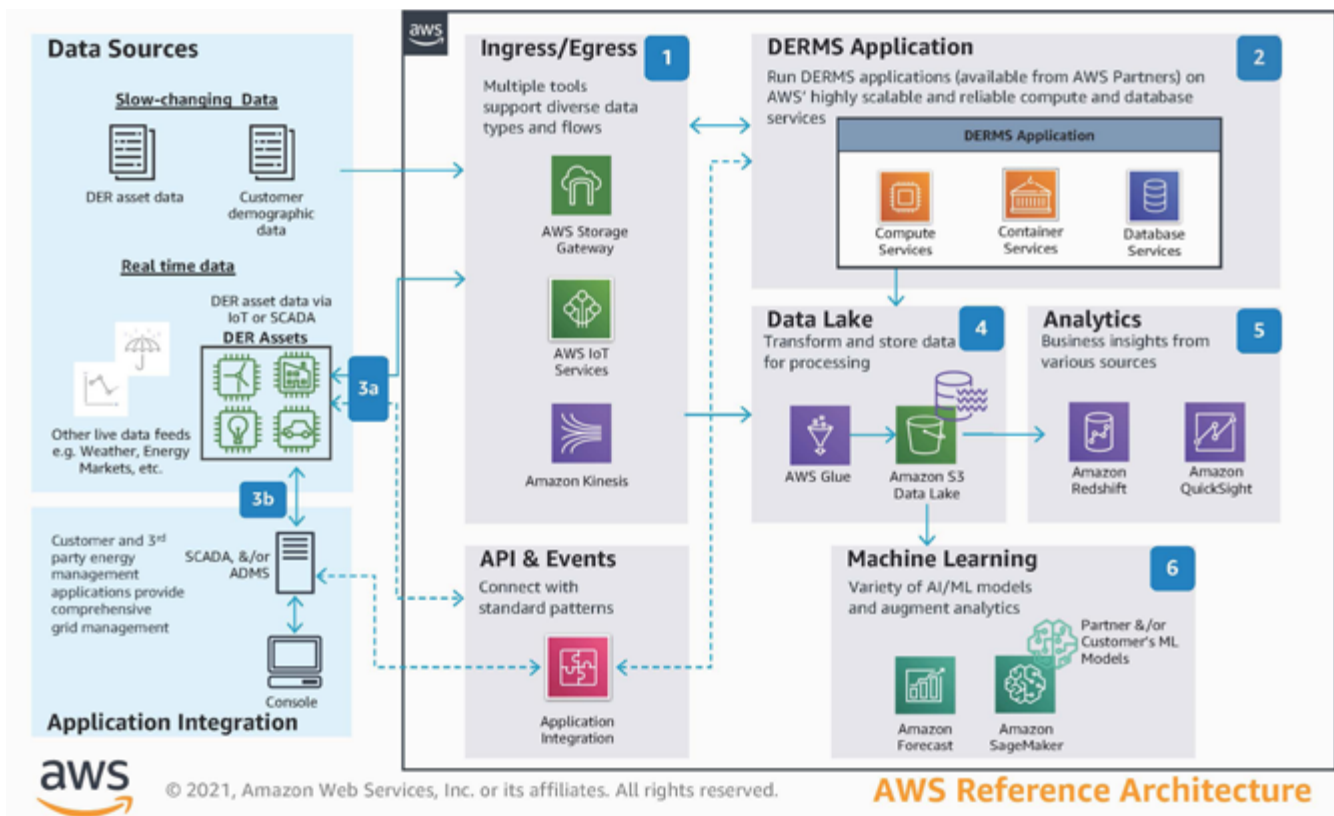 Data Sources
Slow-changing Data
DER asset data
Customer
demographic
data
Real time data
DER asset data via
IoT or SCADA
DER Assets
Other live data feeds
e.g. Weather, Energy
Markets, etc.
3a
3b
Customer and 3rd
party energy
management
applications provide
comprehensive
grid management
SCADA, &/or
ADMS
Console
Application Integration
aws
Ingress/Egress
1
Multiple tools
support diverse data
types and flows
AWS Storage
Gateway
AWS IoT
Services
Amazon Kinesis
API & Events
Connect with
standard patterns
Application
Integration
DERMS Application
2
Run DERMS applications (available from AWS Partners) on
AWS' highly scalable and reliable compute and database
services
DERMS Application
Compute
Services
Container
Services
Database
Services
Data Lake
4
Transform and store data
for processing
AWS Glue
Amazon S3
Data Lake
Analytics
5
Business insights from
various sources
Amazon
Redshift
Amazon
QuickSight
Machine Learning
6
Variety of AI/ML models
and augment analytics
Partner &/or
Customer's ML
Models
Amazon
Forecast
Amazon
SageMaker
aws
© 2021, Amazon Web Services, Inc. or its affiliates. All rights reserved.
AWS Reference Architecture